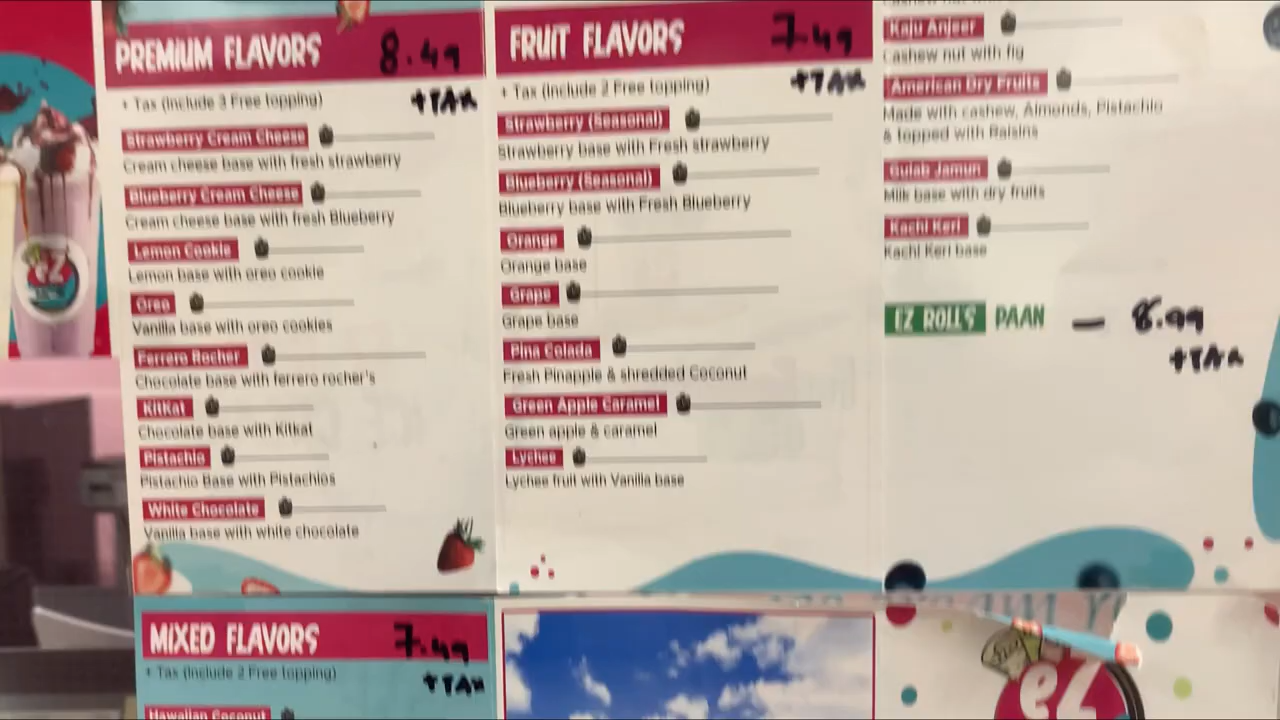 PREMIUM FLAVORS 8.49
+ Tax (Include 3 Free topping) +TAX
Strawberry Cream Cheese
Cream cheese base with fresh strawberry
Blueberry Cream Cheese
Cream cheese base with fresh Blueberry
Lemon Cookie
Lemon base with oreo cookie
Oreo
Vanilla base with oreo cookies
Ferrero Rocher
Chocolate base with ferrero rocher's
KitKat
Chocolate base with Kitkat
Pistachio
Pistachio Base with Pistachios
White Chocolate
Vanilla base with white chocolate
MiXED FLAVORS 7.49
+ Tax (Include 2 Free topping) +TAX
Hawaiian Coconut
FRUIT FLAVORS 7.49
+ Tax (Include 2 Free topping) +TAX
Strawberry (Seasonal)
Strawberry base with Fresh strawberry
Blueberry (Seasonal)
Blueberry base with Fresh Blueberry
Orange
Orange base
Grape
Grape base
Pina Colada
Fresh Pinapple & shredded Coconut
Green Apple Caramel
Green apple & caramel
Lychee
Lychee fruit with Vanilla base
Kaju Anjeer
Cashew nut with fig
American Dry Fruits
Made with cashew, Almonds, Pistachio
& topped with Raisins
Gulab Jamun
Milk base with dry fruits
Kachi Keri
Kachi Keri base
EZ ROLLS PAAN — 8.99
+TAX
EZ
EZ